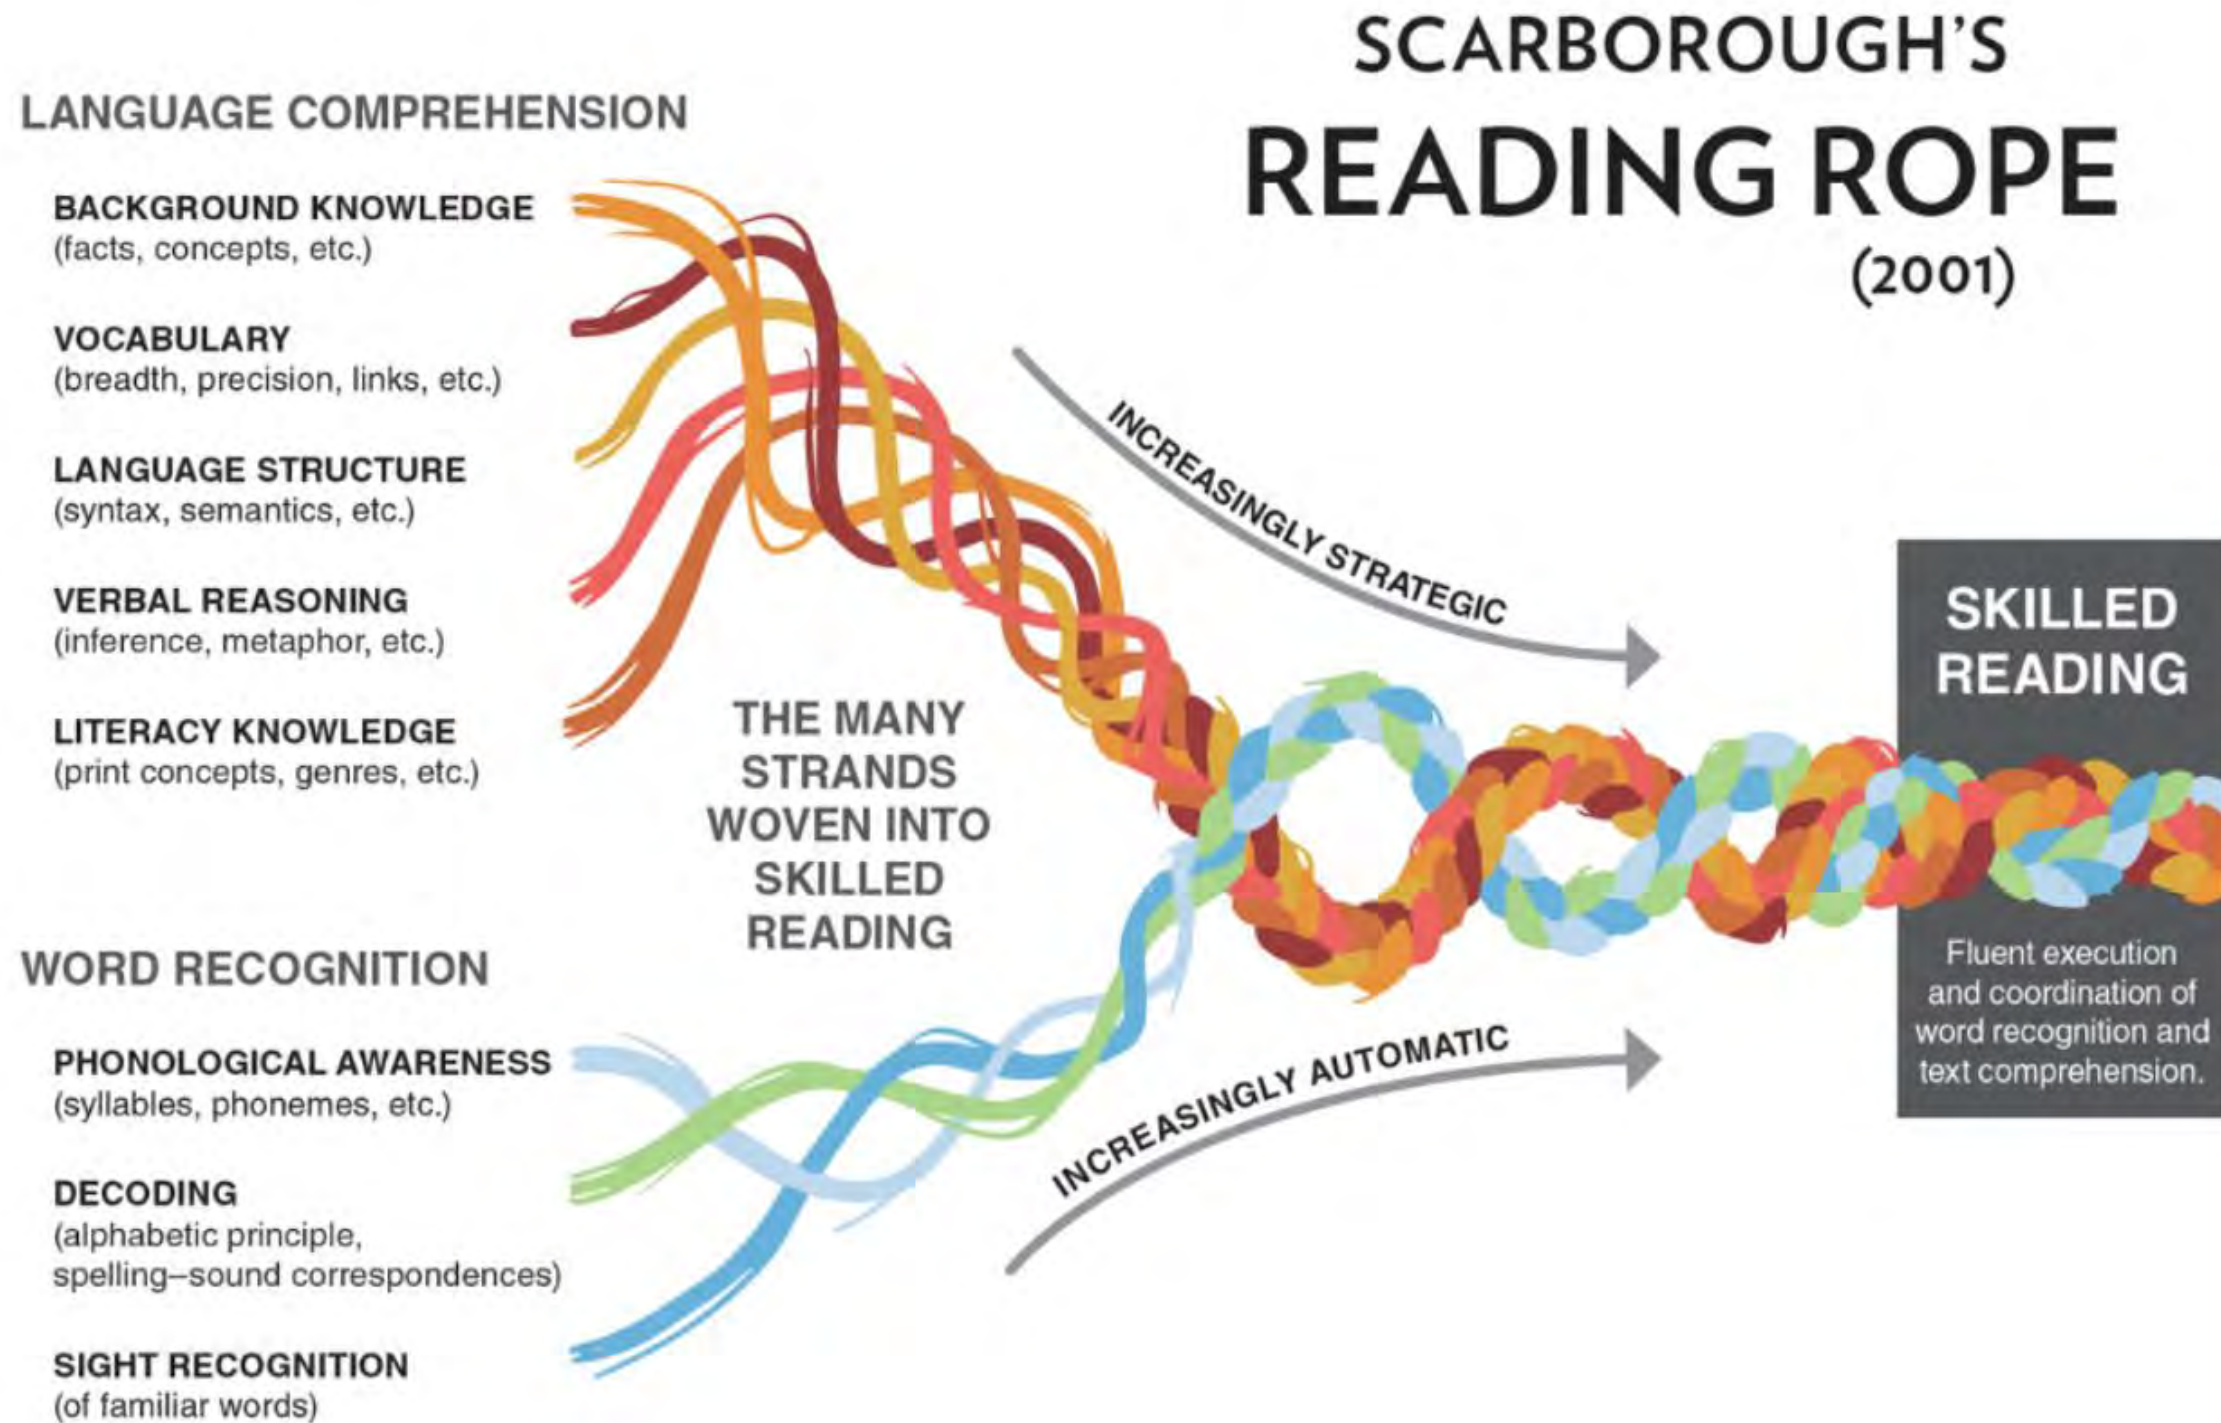 SCARBOROUGH'S
READING ROPE
(2001)
LANGUAGE COMPREHENSION
BACKGROUND KNOWLEDGE
(facts, concepts, etc.)
VOCABULARY
(breadth, precision, links, etc.)
LANGUAGE STRUCTURE
(syntax, semantics, etc.)
VERBAL REASONING
(inference, metaphor, etc.)
LITERACY KNOWLEDGE
(print concepts, genres, etc.)
WORD RECOGNITION
PHONOLOGICAL AWARENESS
(syllables, phonemes, etc.)
DECODING
(alphabetic principle,
spelling–sound correspondences)
SIGHT RECOGNITION
(of familiar words)
THE MANY
STRANDS
WOVEN INTO
SKILLED
READING
INCREASINGLY STRATEGIC
INCREASINGLY AUTOMATIC
SKILLED
READING
Fluent execution
and coordination of
word recognition and
text comprehension.